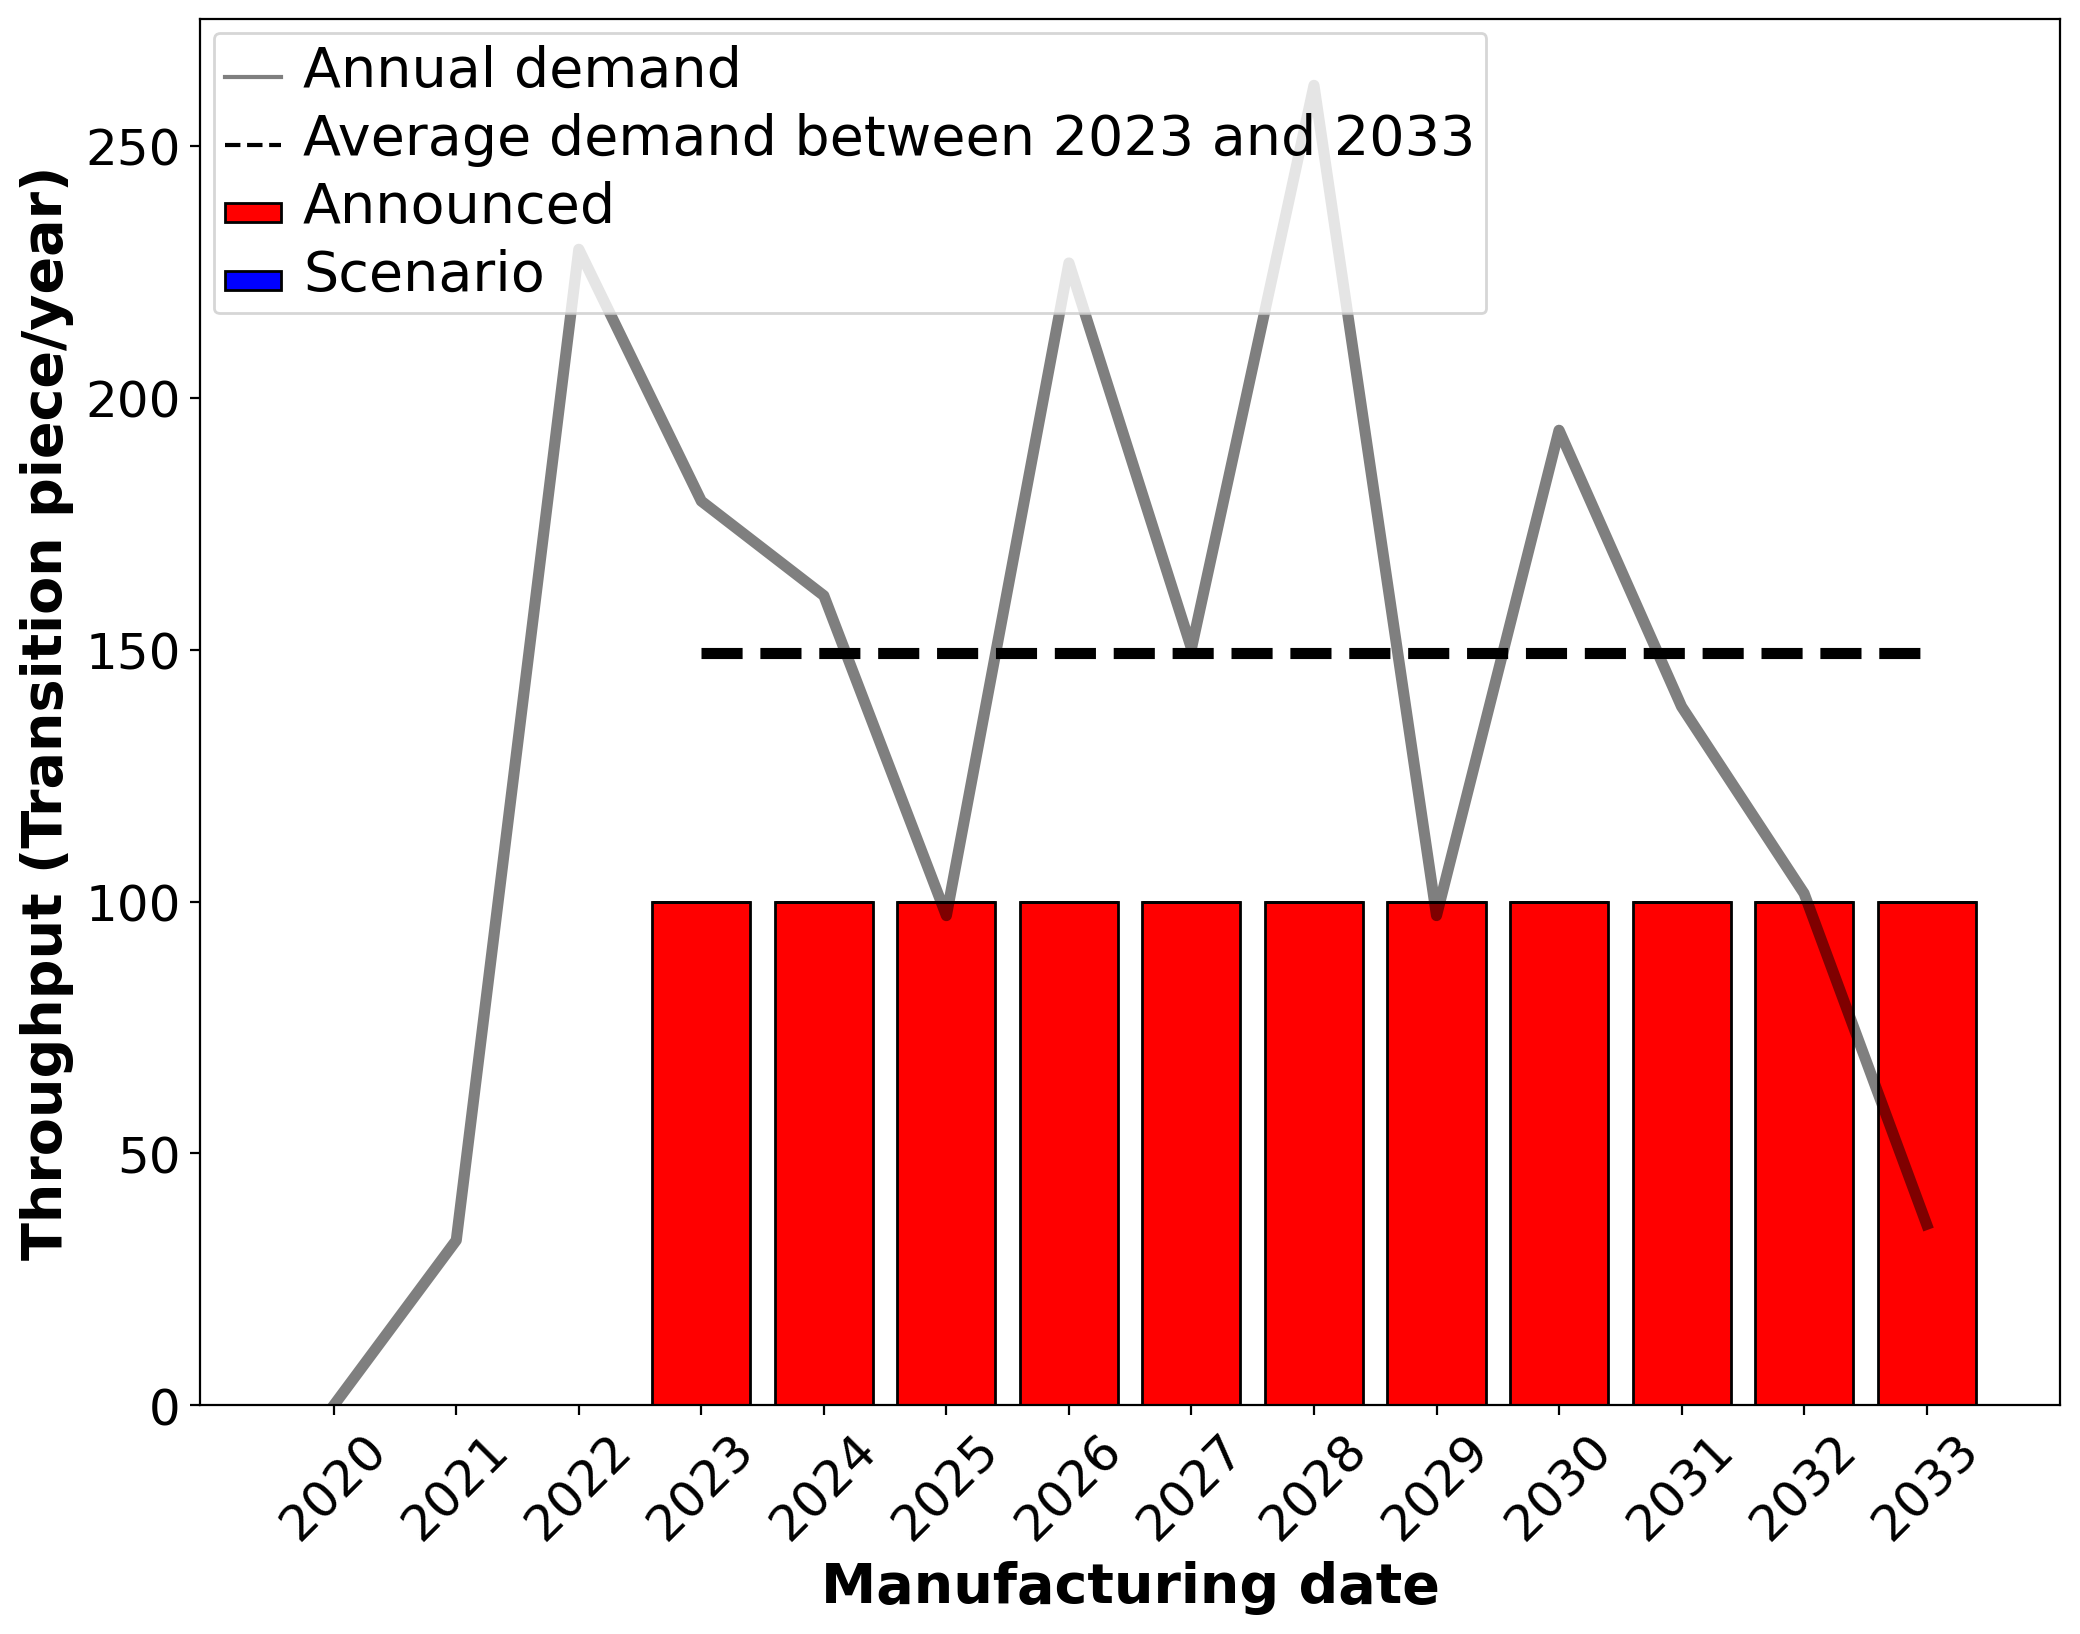 Annual demand
Average demand between 2023 and 2033
Announced
Scenario
Throughput (Transition piece/year)
250
200
150
100
50
0
2020 2021 2022 2023 2024 2025 2026 2027 2028 2029 2030 2031 2032 2033
Manufacturing date